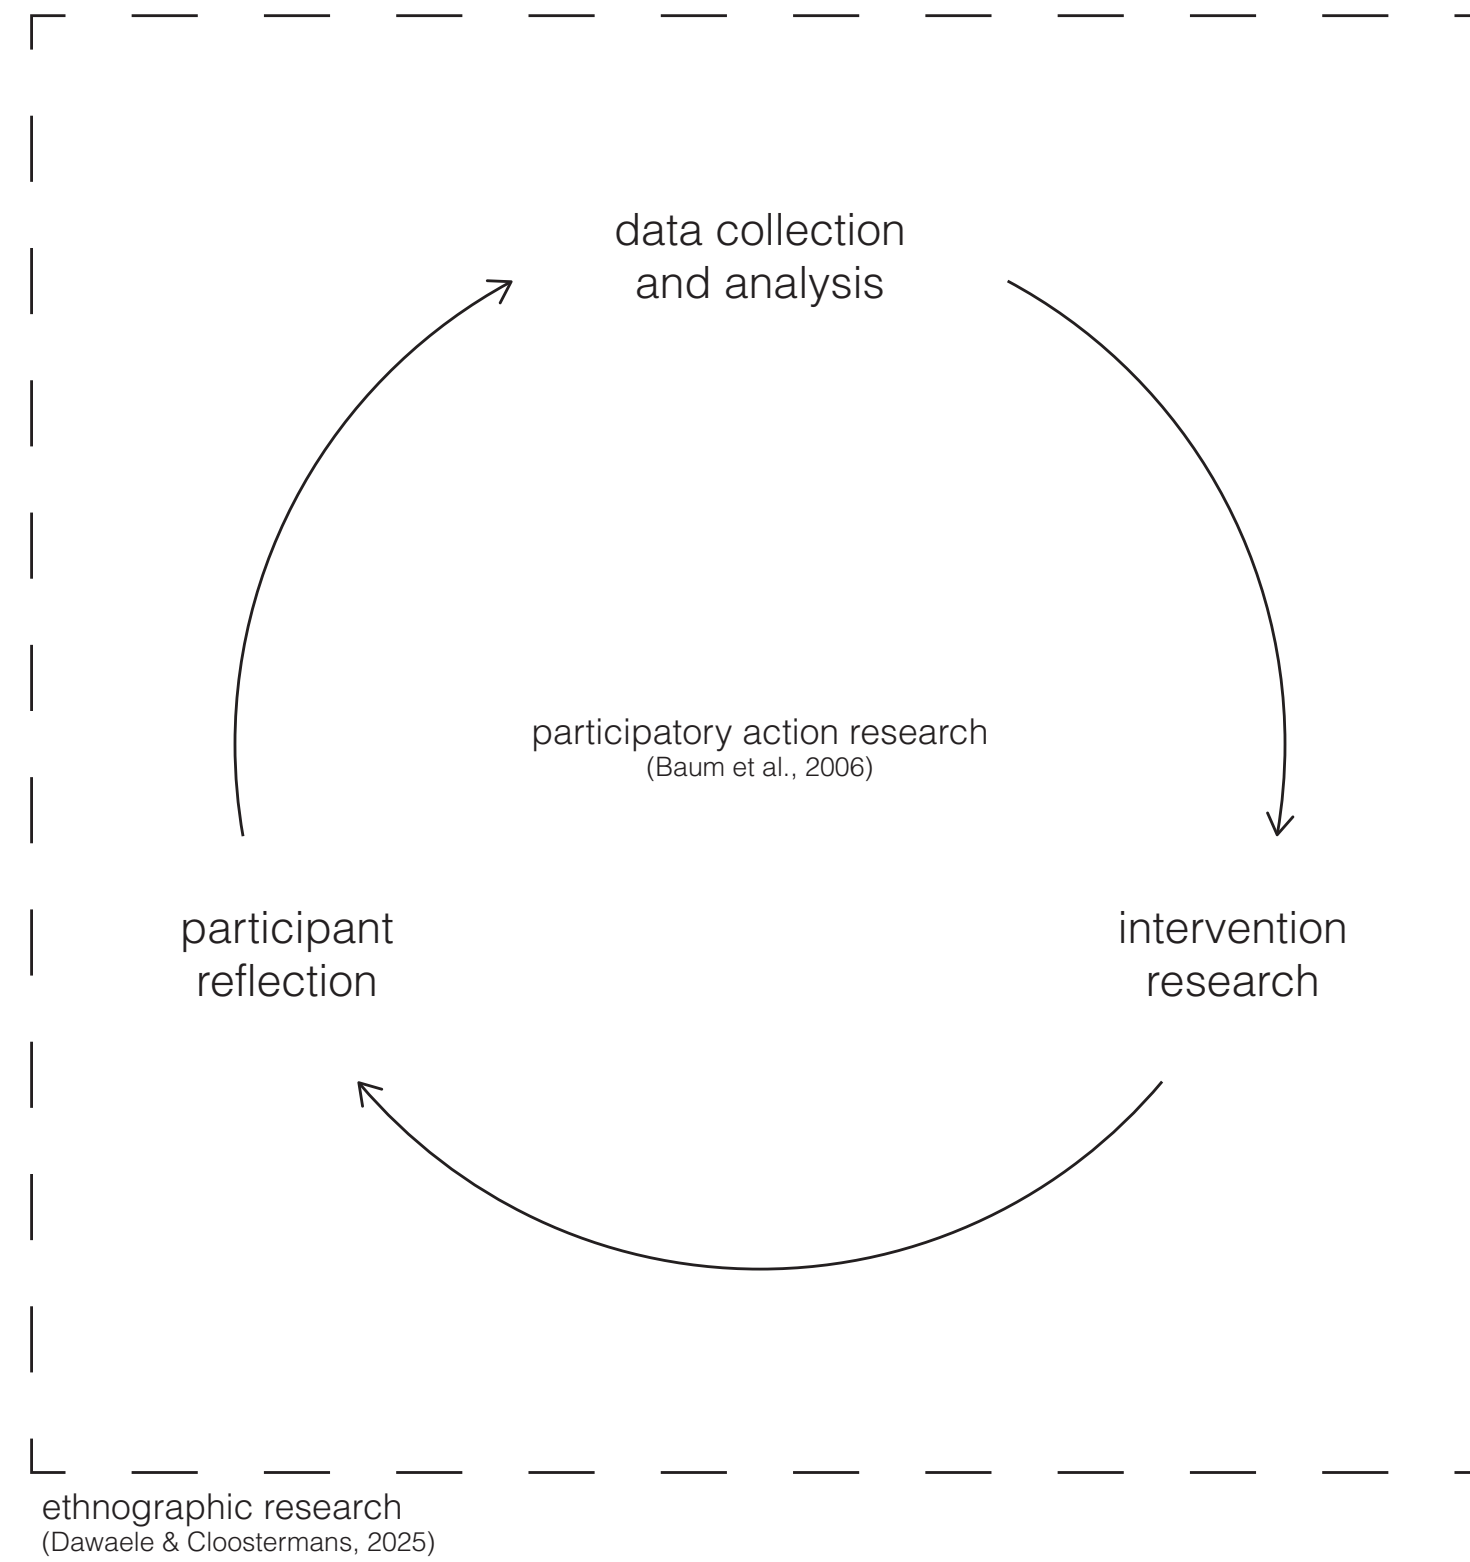 data collection
and analysis
participatory action research
(Baum et al., 2006)
participant
reflection
intervention
research
ethnographic research
(Dawaele & Cloostermans, 2025)